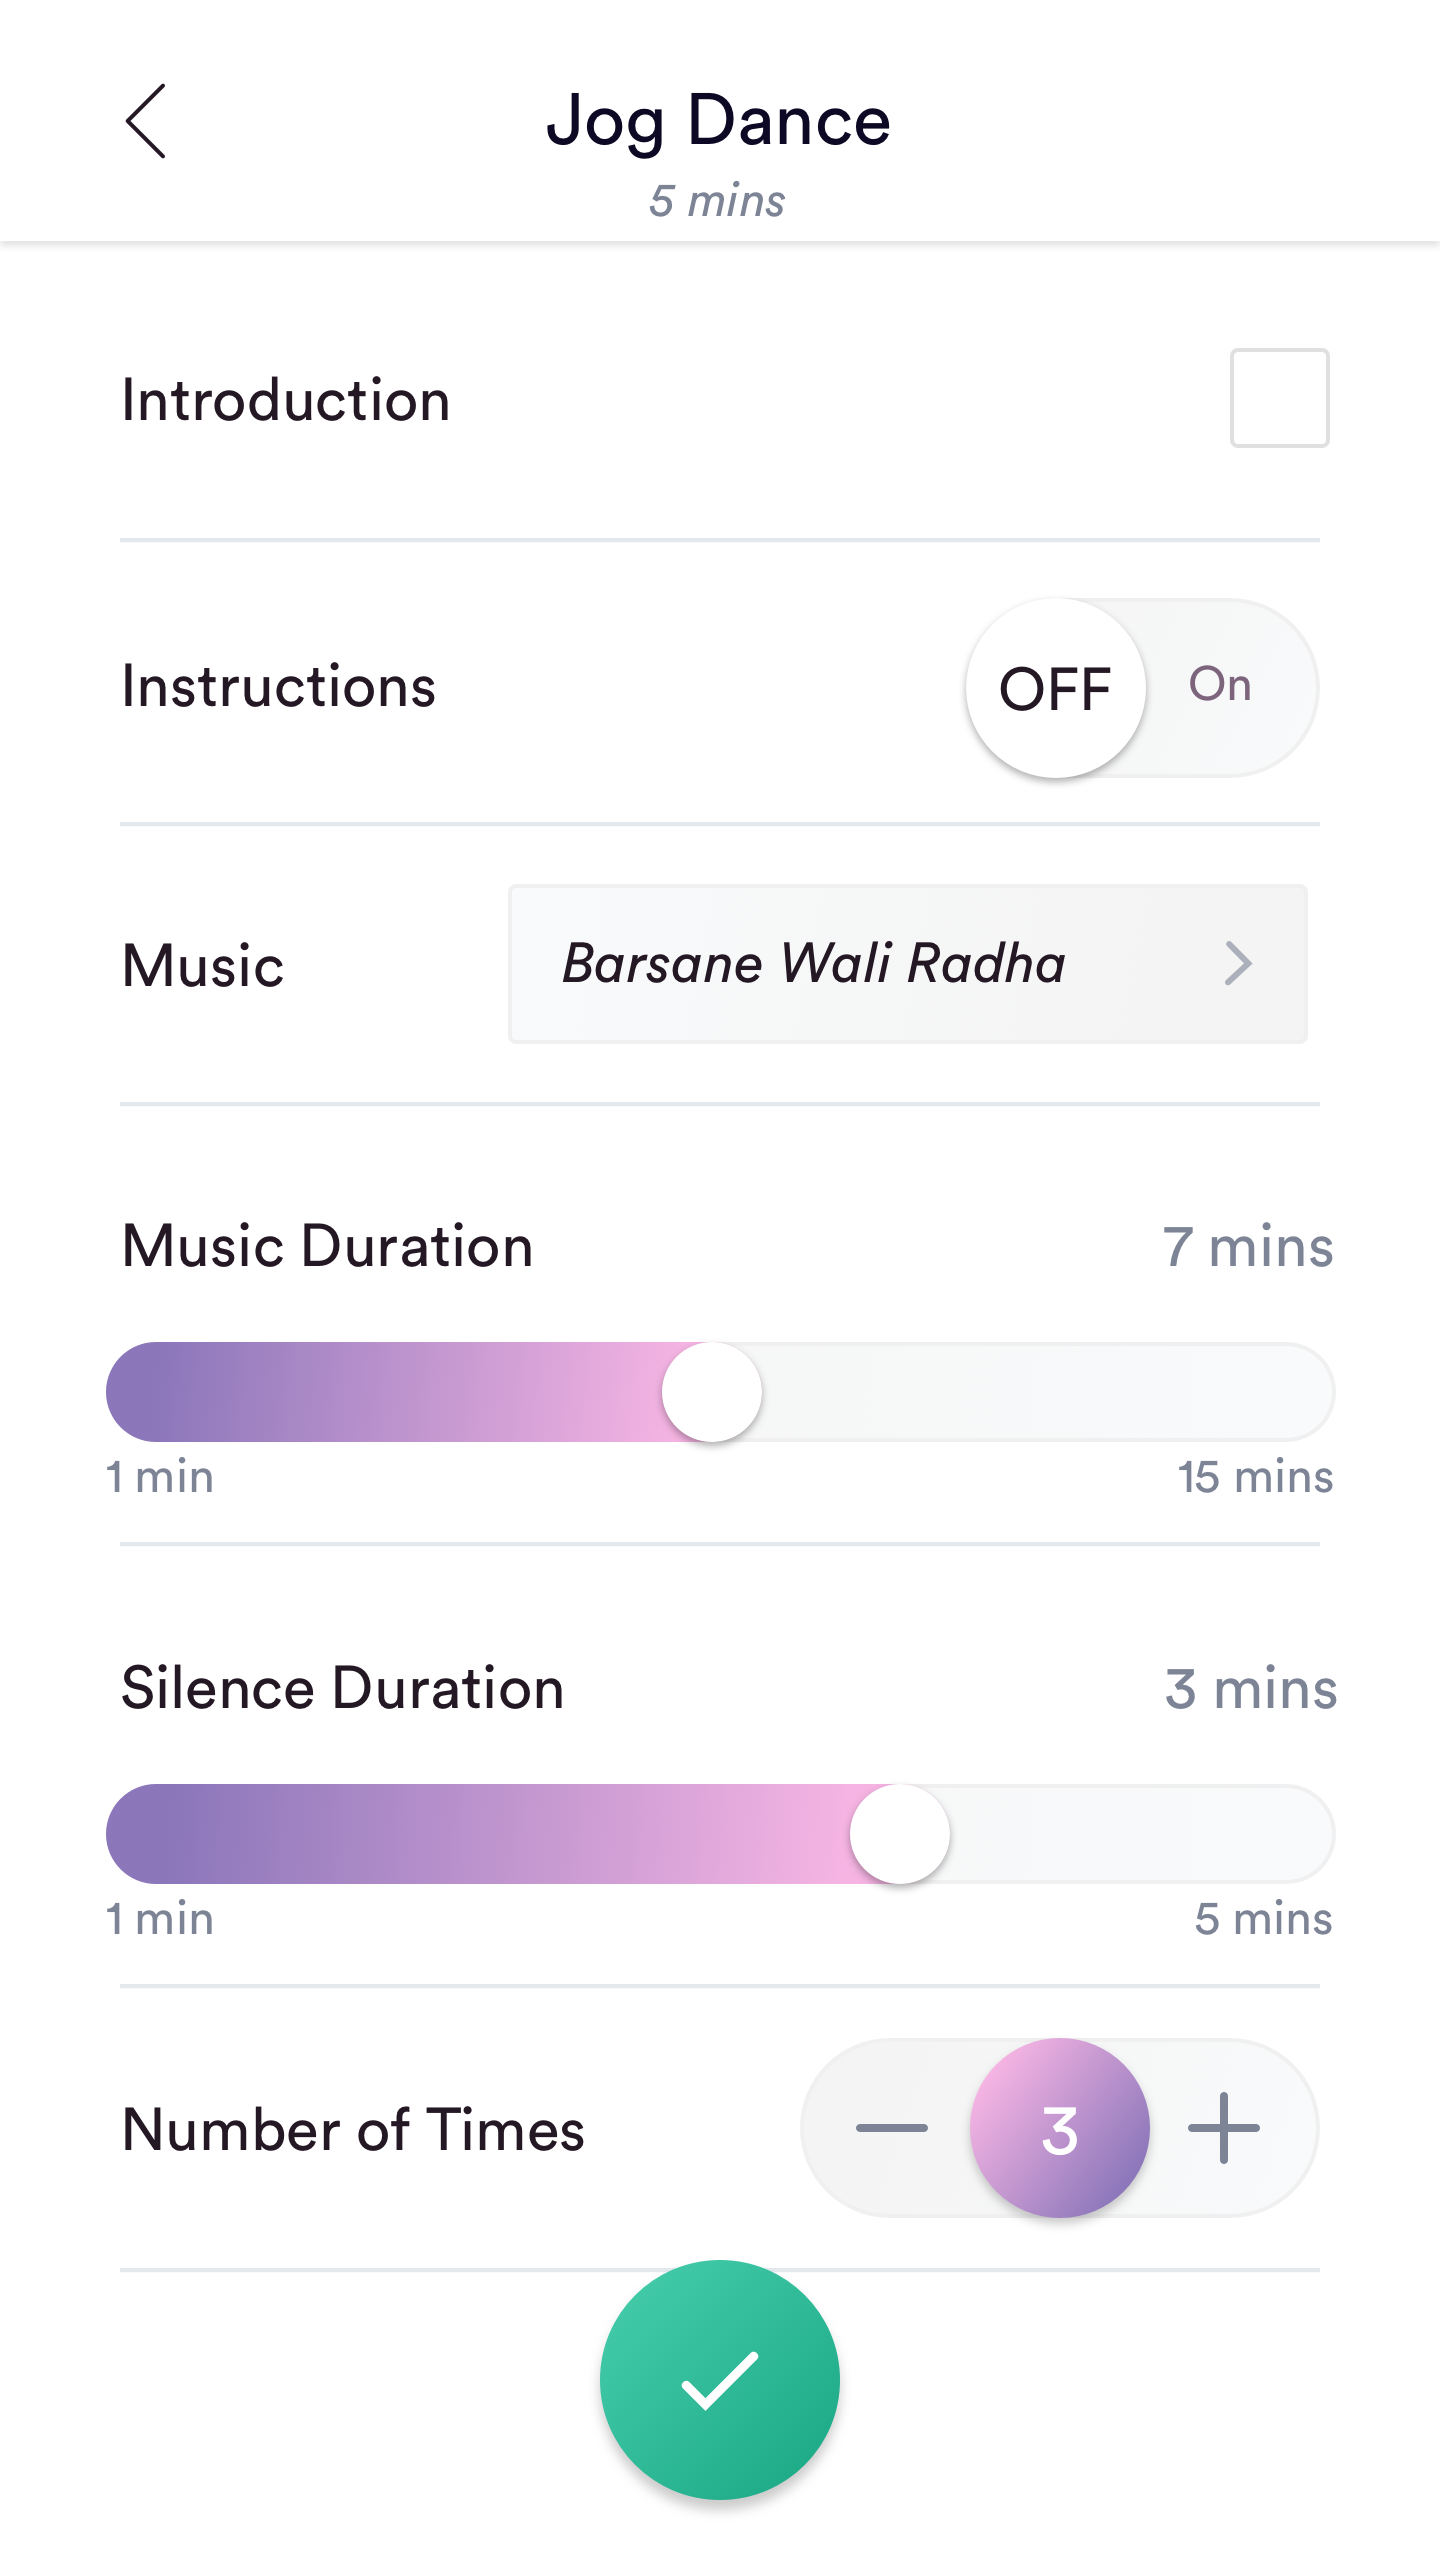 Jog Dance
5 mins
Introduction
Instructions OFF On
Music Barsane Wali Radha
Music Duration 7 mins
1 min 15 mins
Silence Duration 3 mins
1 min 5 mins
Number of Times 3